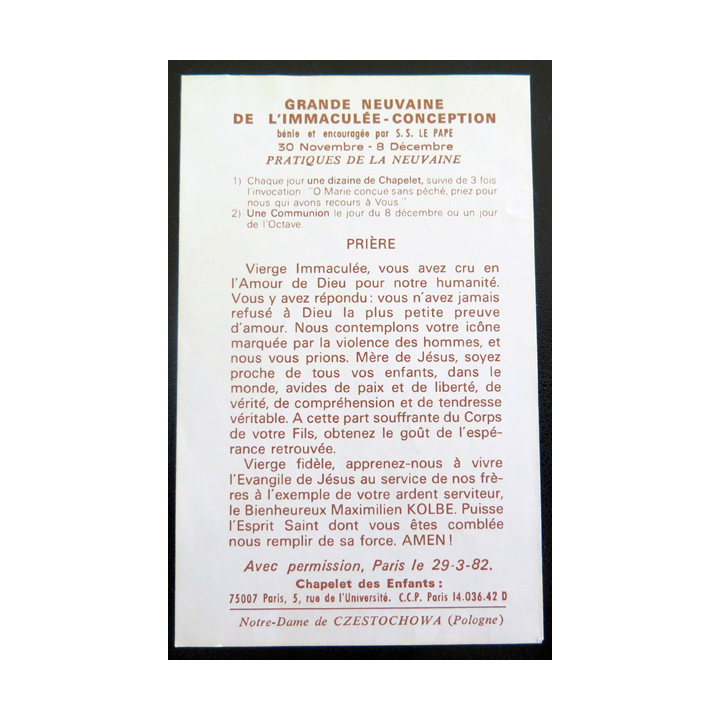 GRANDE NEUVAINE
DE L'IMMACULÉE-CONCEPTION
bénie et encouragée par S.S. LE PAPE
30 Novembre - 8 Décembre
PRATIQUES DE LA NEUVAINE
1) Chaque jour une dizaine de Chapelet, suivie de 3 fois
l'invocation : "O Marie conçue sans péché, priez pour
nous qui avons recours à Vous."
2) Une Communion le jour du 8 décembre ou un jour
de l'Octave.
PRIÈRE
Vierge Immaculée, vous avez cru en
l'Amour de Dieu pour notre humanité.
Vous y avez répondu : vous n'avez jamais
refusé à Dieu la plus petite preuve
d'amour. Nous contemplons votre icône
marquée par la violence des hommes, et
nous vous prions. Mère de Jésus, soyez
proche de tous vos enfants, dans le
monde, avides de paix et de liberté, de
vérité, de compréhension et de tendresse
véritable. A cette part souffrante du Corps
de votre Fils, obtenez le goût de l'espé-
rance retrouvée.
Vierge fidèle, apprenez-nous à vivre
l'Evangile de Jésus au service de nos frè-
res à l'exemple de votre ardent serviteur,
le Bienheureux Maximilien KOLBE. Puisse
l'Esprit Saint dont vous êtes comblée
nous remplir de sa force. AMEN !
Avec permission, Paris le 29-3-82.
Chapelet des Enfants :
75007 Paris, 5, rue de l'Université. C.C.P. Paris 14.036.42 D
Notre-Dame de CZESTOCHOWA (Pologne)